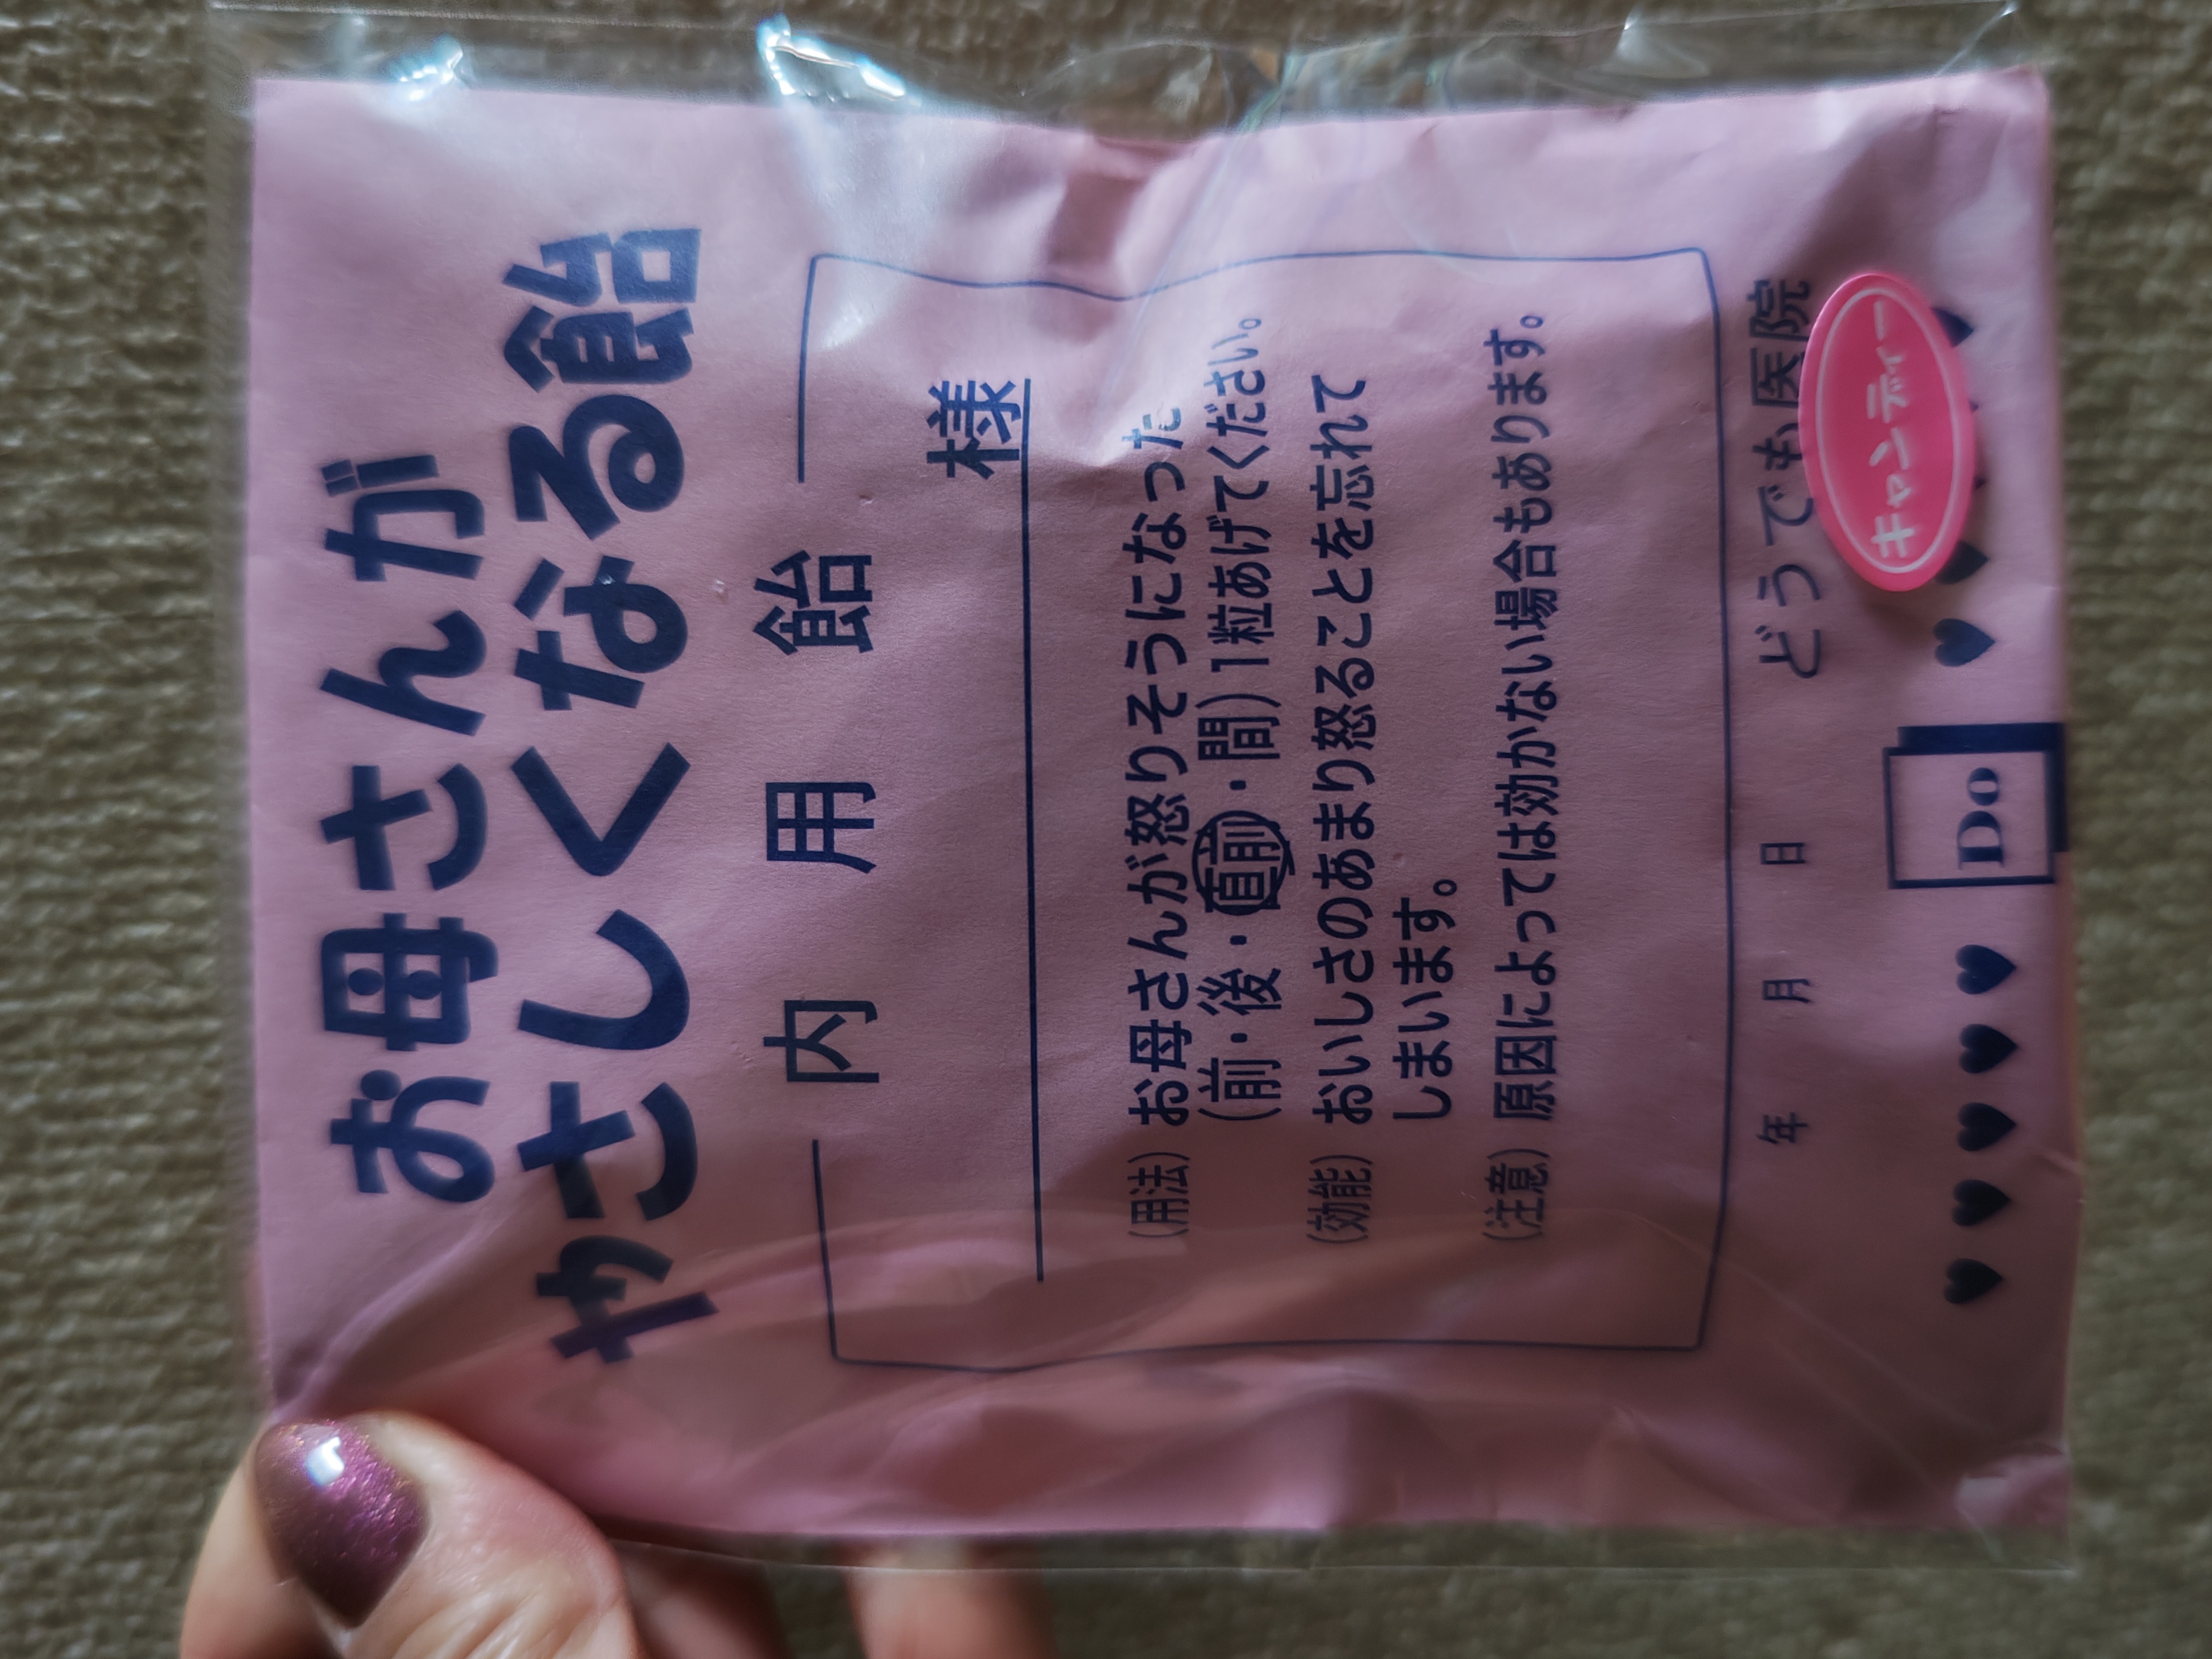 お母さんが
やさしくなる飴
内用飴
様
(用法) お母さんが怒りそうになった
(前・後・直前・間) 1粒あげてください。
(効能) おいしさのあまり怒ることを忘れて
しまいます。
(注意) 原因によっては効かない場合もあります。
年 月 日 どうでも医院
キャンディー
Do